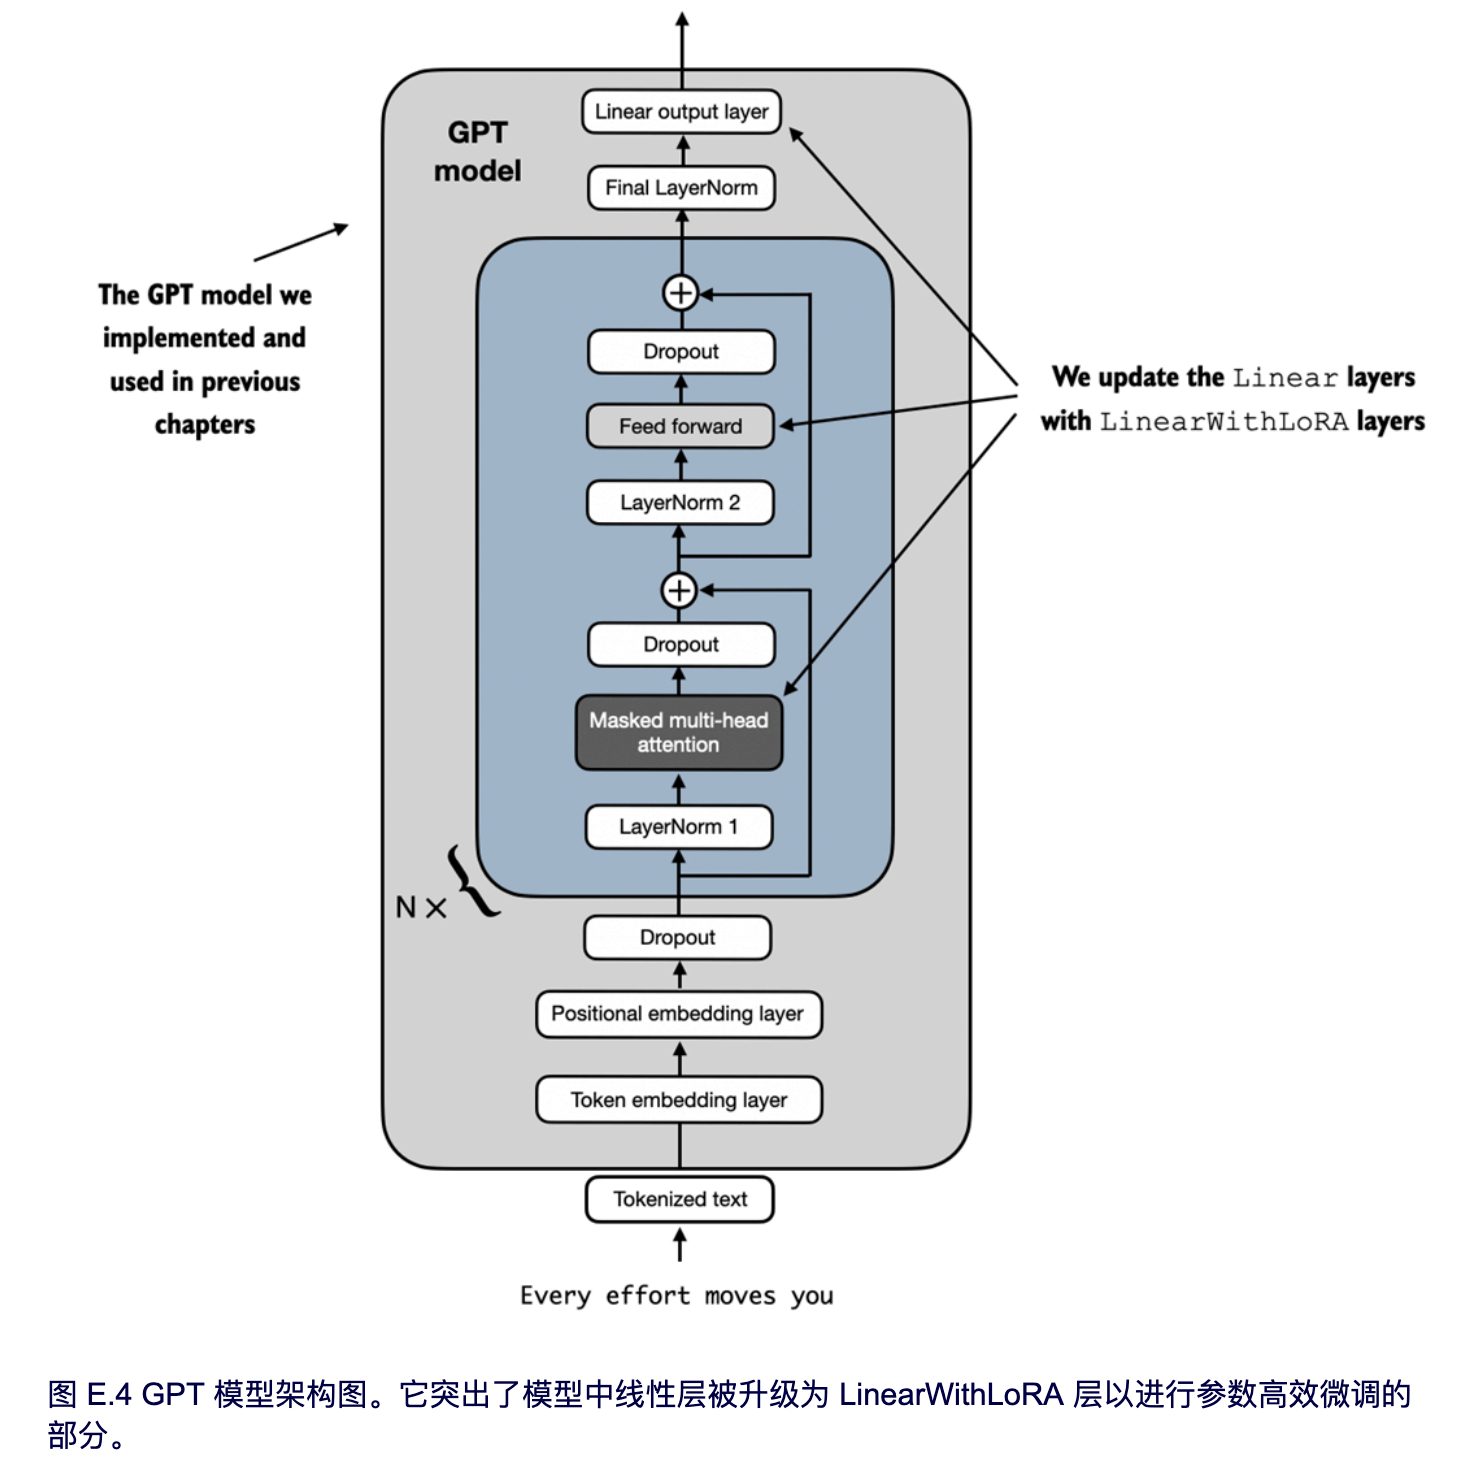 Linear output layer
GPT
model
Final LayerNorm
The GPT model we
implemented and
used in previous
chapters
Dropout
Feed forward
LayerNorm 2
We update the Linear layers
with LinearWithLoRA layers
Dropout
Masked multi-head
attention
LayerNorm 1
N ×
Dropout
Positional embedding layer
Token embedding layer
Tokenized text
Every effort moves you
图 E.4 GPT 模型架构图。它突出了模型中线性层被升级为 LinearWithLoRA 层以进行参数高效微调的
部分。